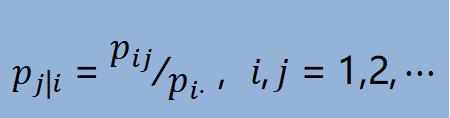 p_{j|i} = p_{ij}/p_{i·} , i,j = 1,2,⋯